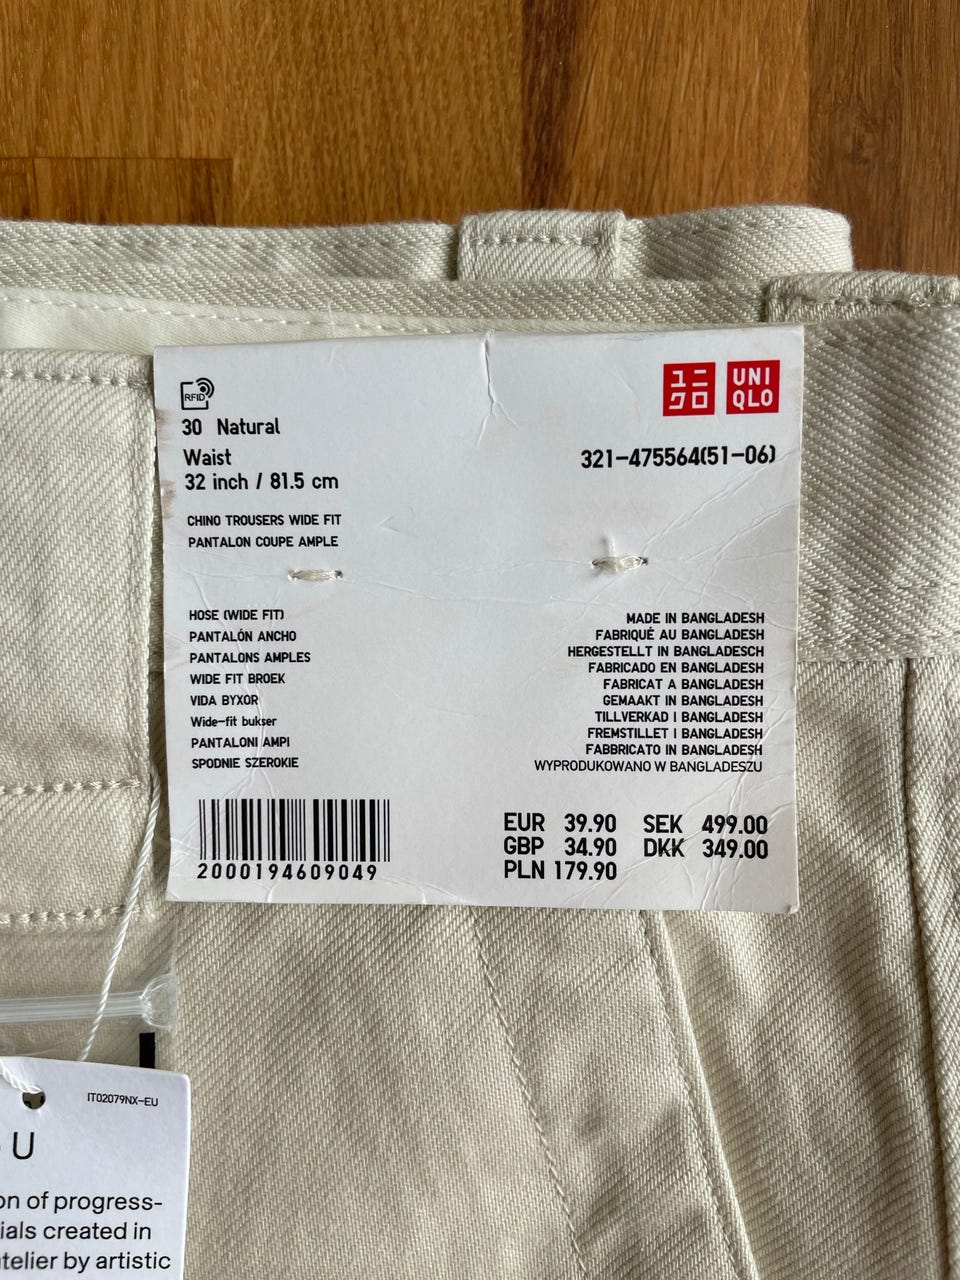 RFID
ユニ
クロ
UNI
QLO
30 Natural
Waist
32 inch / 81.5 cm
321-475564(51-06)
CHINO TROUSERS WIDE FIT
PANTALON COUPE AMPLE
HOSE (WIDE FIT)
PANTALÓN ANCHO
PANTALONS AMPLES
WIDE FIT BROEK
VIDA BYXOR
Wide-fit bukser
PANTALONI AMPI
SPODNIE SZEROKIE
MADE IN BANGLADESH
FABRIQUÉ AU BANGLADESH
HERGESTELLT IN BANGLADESCH
FABRICADO EN BANGLADESH
FABRICAT A BANGLADESH
GEMAAKT IN BANGLADESH
TILLVERKAD I BANGLADESH
FREMSTILLET I BANGLADESH
FABBRICATO IN BANGLADESH
WYPRODUKOWANO W BANGLADESZU
2000194609049
EUR 39.90 SEK 499.00
GBP 34.90 DKK 349.00
PLN 179.90
IT02079NX-EU
U
on of progress-
ials created in
telier by artistic